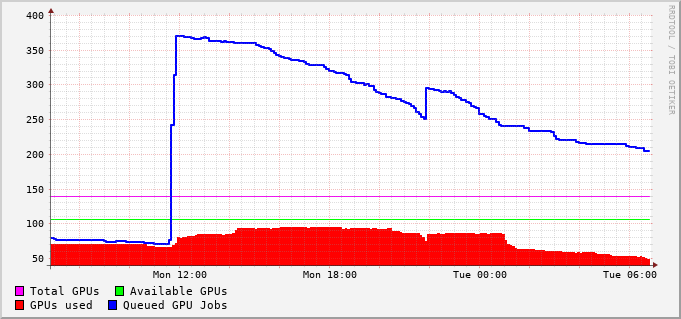 400
350
300
250
200
150
100
50
Mon 12:00 Mon 18:00 Tue 00:00 Tue 06:00
Total GPUs Available GPUs
GPUs used Queued GPU Jobs
RRDTOOL / TOBI OETIKER